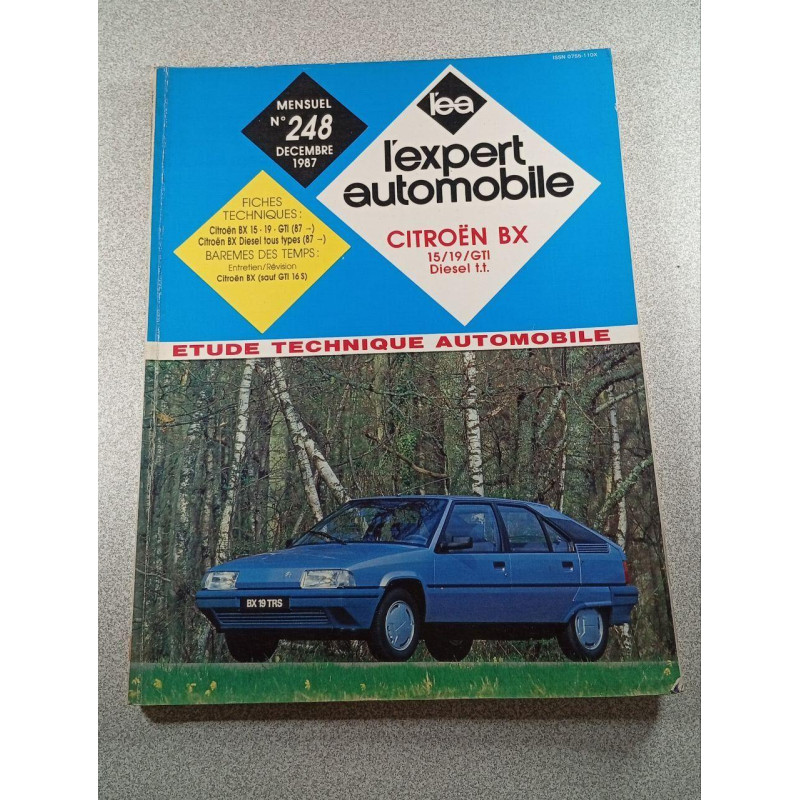 ISSN 0755-110X
MENSUEL
N° 248
DECEMBRE
1987
l'ea
l'expert
automobile
CITROËN BX
15/19/GTI
Diesel t.t.
FICHES
TECHNIQUES :
Citroën BX 15 - 19 - GTI (87 →)
Citroën BX Diesel tous types (87 →)
BAREMES DES TEMPS :
Entretien/Révision
Citroën BX (sauf GTI 16 S)
ETUDE TECHNIQUE AUTOMOBILE
BX 19 TRS